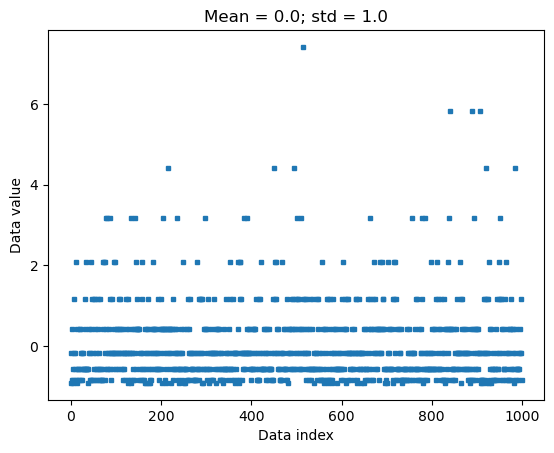 Mean = 0.0; std = 1.0
Data value
6
4
2
0
0 200 400 600 800 1000
Data index